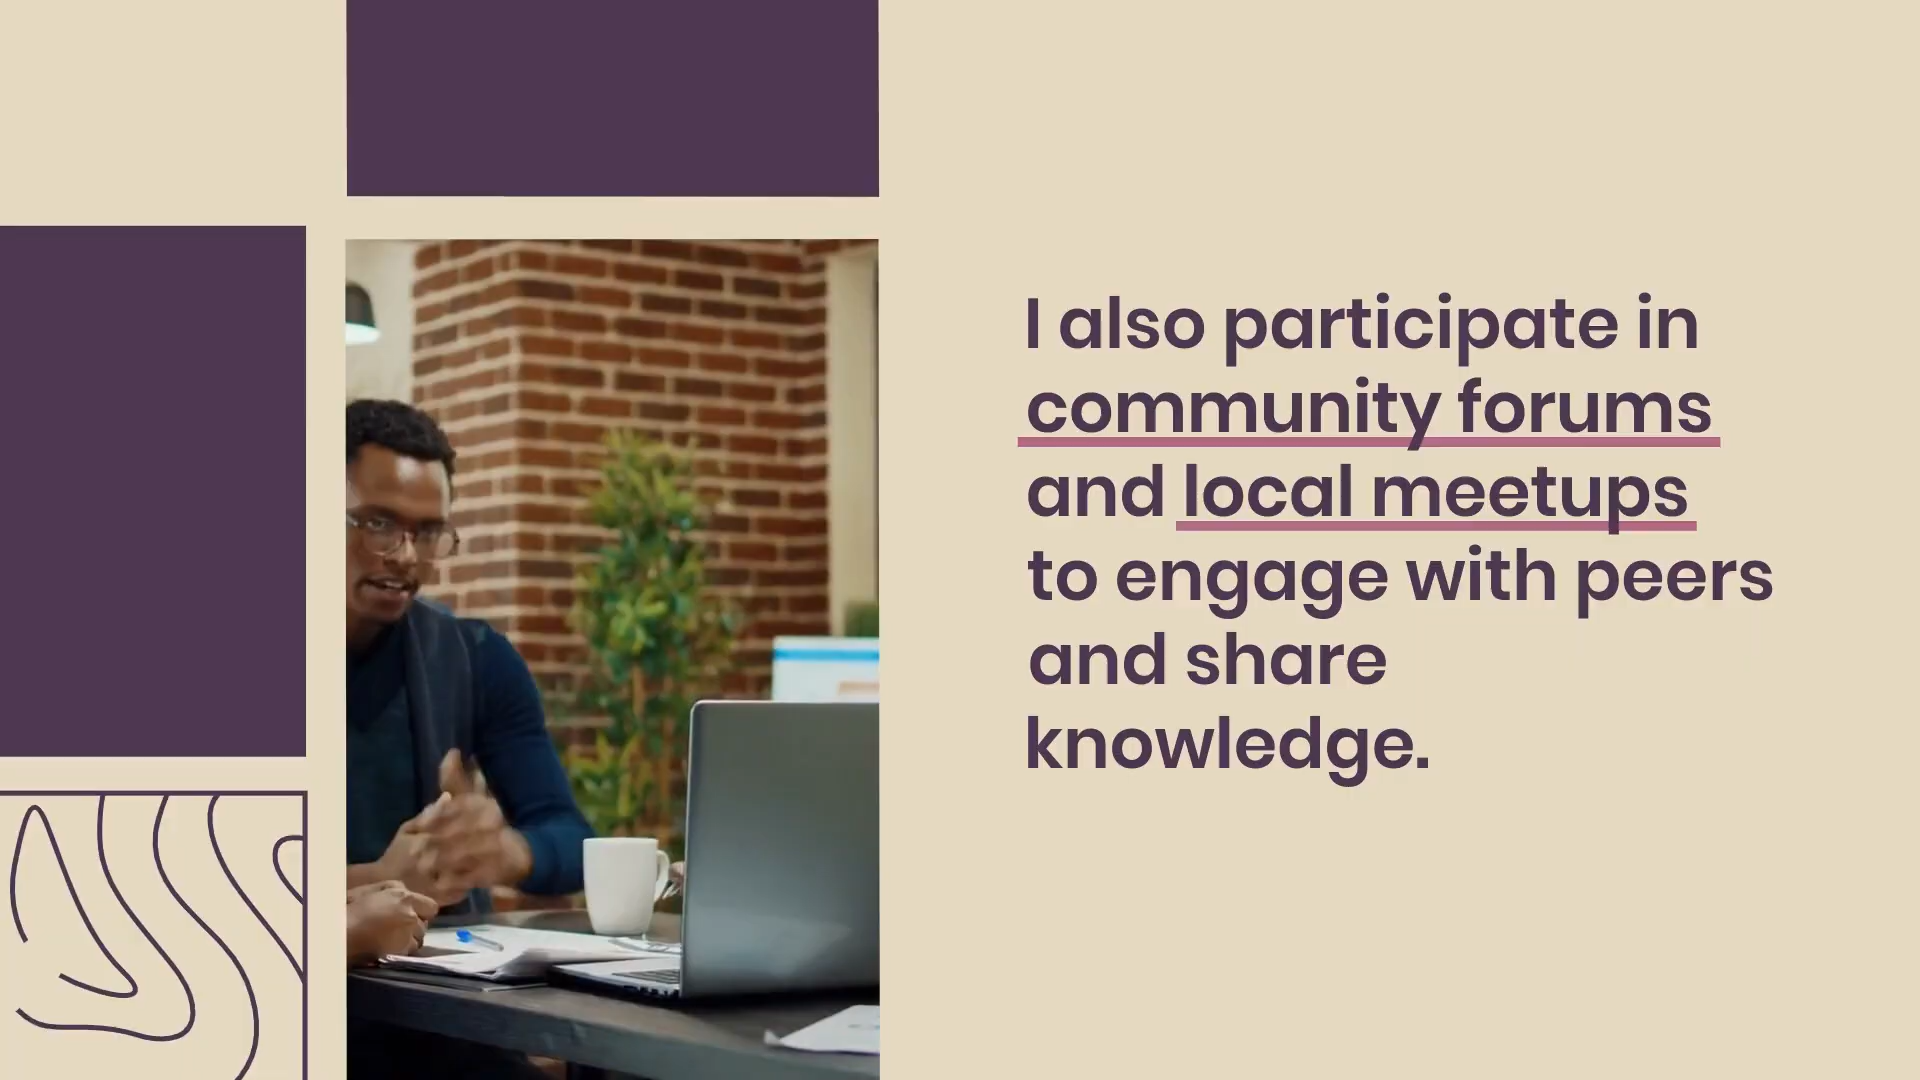 I also participate in
community forums
and local meetups
to engage with peers
and share
knowledge.